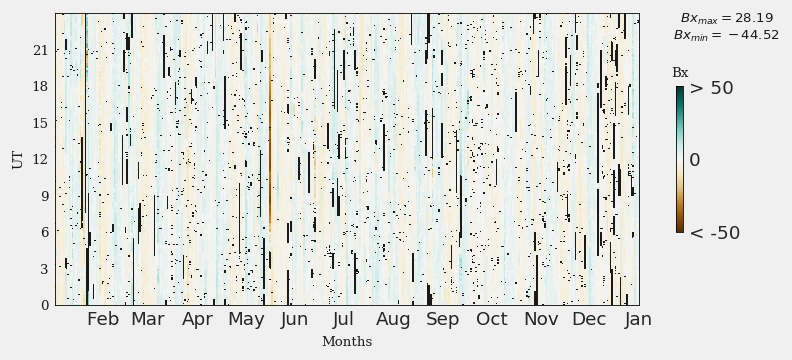 Bx_max = 28.19
Bx_min = −44.52
Bx
> 50
0
< -50
UT
21
18
15
12
9
6
3
0
Feb Mar Apr May Jun Jul Aug Sep Oct Nov Dec Jan
Months